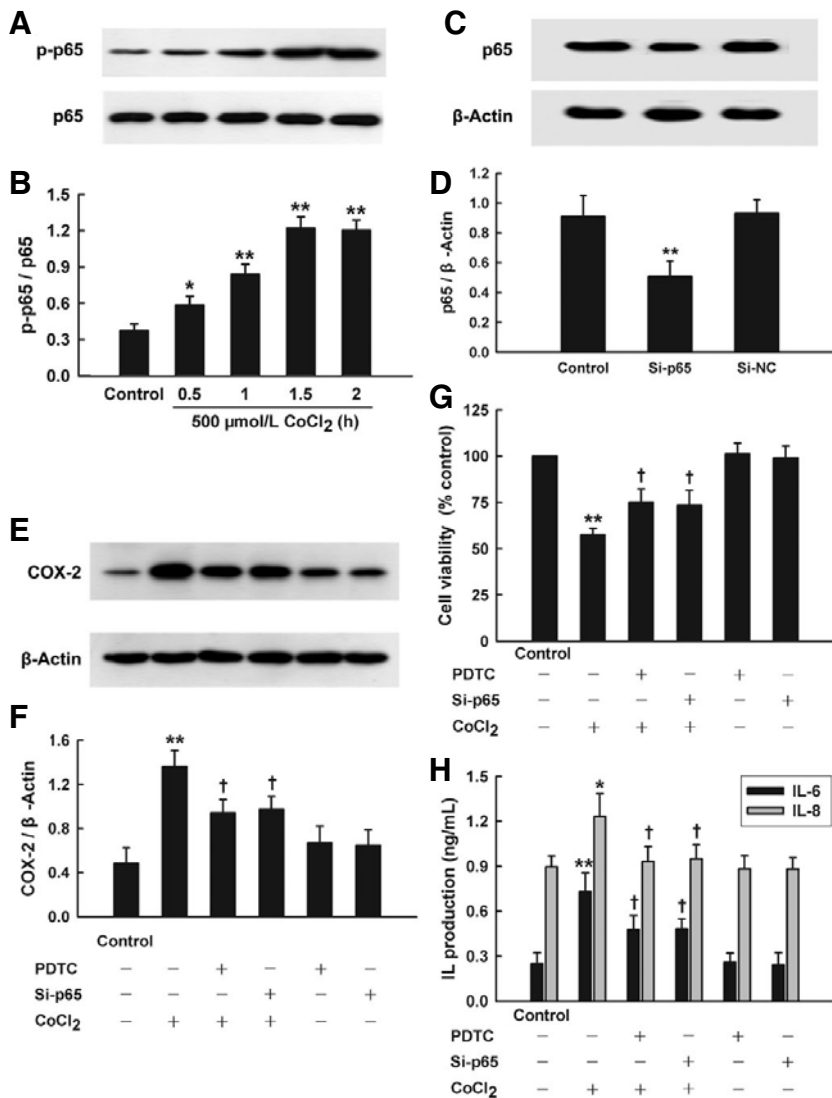 A
p-p65
p65
B
p-p65 / p65
1.5
1.2
0.9
0.6
0.3
0.0
*
**
**
**
Control 0.5 1 1.5 2
500 μmol/L CoCl2 (h)
C
p65
β-Actin
D
p65 / β -Actin
1.2
1.0
0.8
0.6
0.4
0.2
0.0
**
Control Si-p65 Si-NC
E
COX-2
β-Actin
F
COX-2 / β -Actin
1.6
1.2
0.8
0.4
0.0
**
†
†
Control
PDTC − − + − + −
Si-p65 − − − + − +
CoCl2 − + + + − −
G
Cell viability (% control)
125
100
75
50
25
0
**
†
†
Control
PDTC − − + − + −
Si-p65 − − − + − +
CoCl2 − + + + − −
H
IL production (ng/mL)
1.5
1.2
0.9
0.6
0.3
0.0
IL-6
IL-8
**
*
†
†
†
†
Control
PDTC − − + − + −
Si-p65 − − − + − +
CoCl2 − + + + − −